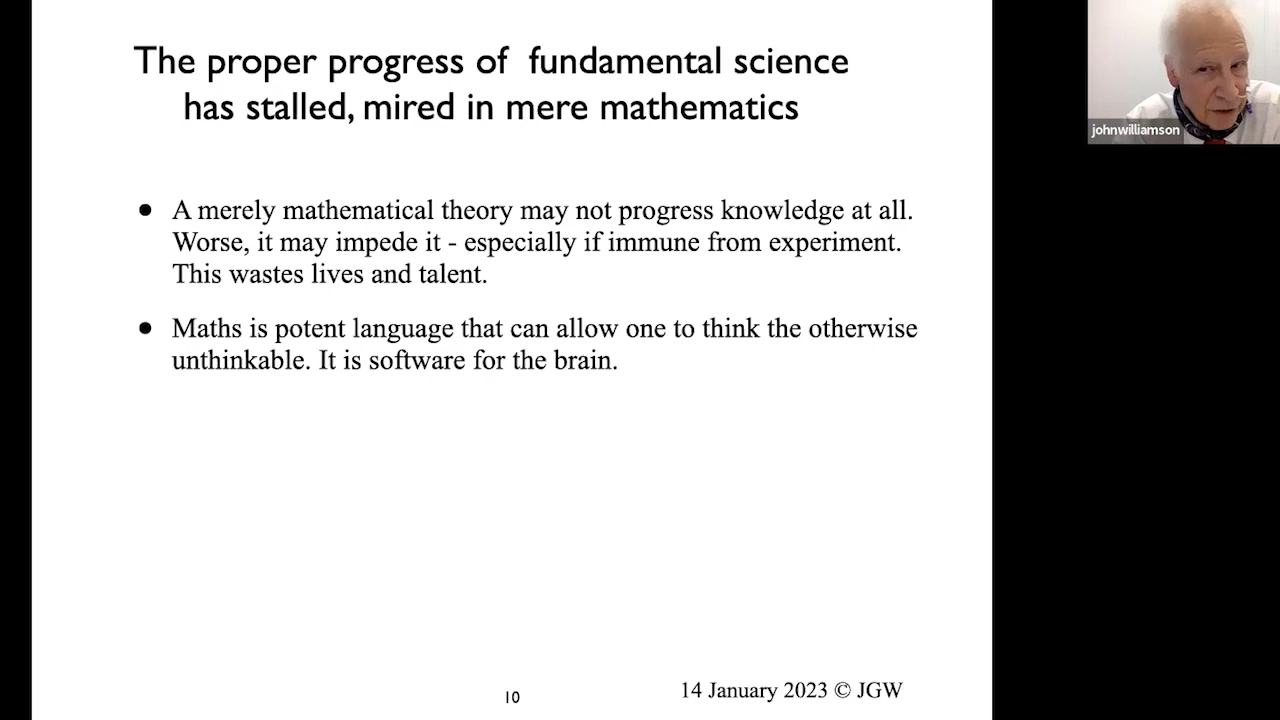 The proper progress of fundamental science
has stalled, mired in mere mathematics
johnwilliamson
• A merely mathematical theory may not progress knowledge at all.
Worse, it may impede it - especially if immune from experiment.
This wastes lives and talent.
• Maths is potent language that can allow one to think the otherwise
unthinkable. It is software for the brain.
10
14 January 2023 © JGW